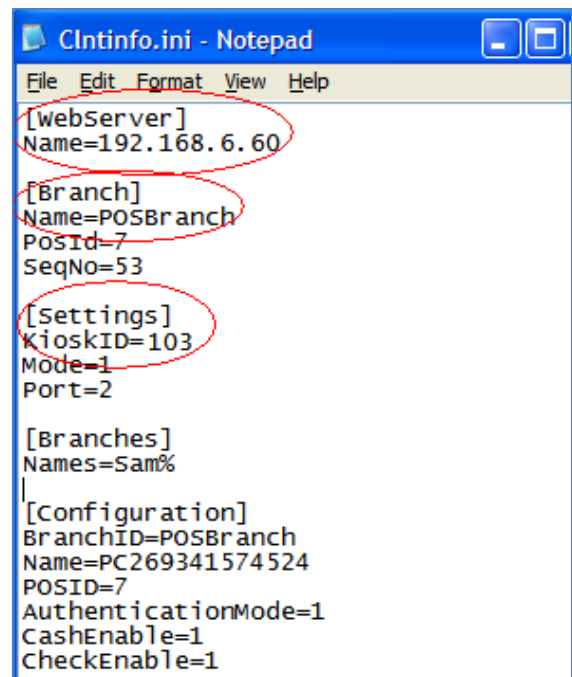 Clntinfo.ini - Notepad
File Edit Format View Help
[WebServer]
Name=192.168.6.60
[Branch]
Name=POSBranch
PosId=7
SeqNo=53
[Settings]
KioskID=103
Mode=1
Port=2
[Branches]
Names=Sam%
[Configuration]
BranchID=POSBranch
Name=PC269341574524
POSID=7
AuthenticationMode=1
CashEnable=1
CheckEnable=1